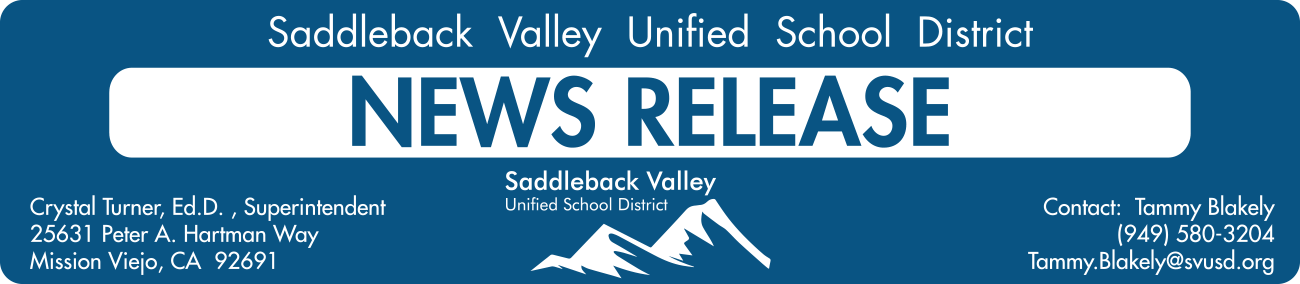 Saddleback Valley Unified School District
NEWS RELEASE
Saddleback Valley
Unified School District
Crystal Turner, Ed.D. , Superintendent
25631 Peter A. Hartman Way
Mission Viejo, CA 92691
Contact: Tammy Blakely
(949) 580-3204
Tammy.Blakely@svusd.org